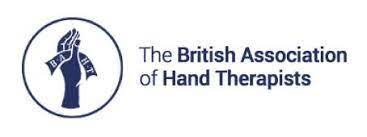 B A H T
The British Association
of Hand Therapists